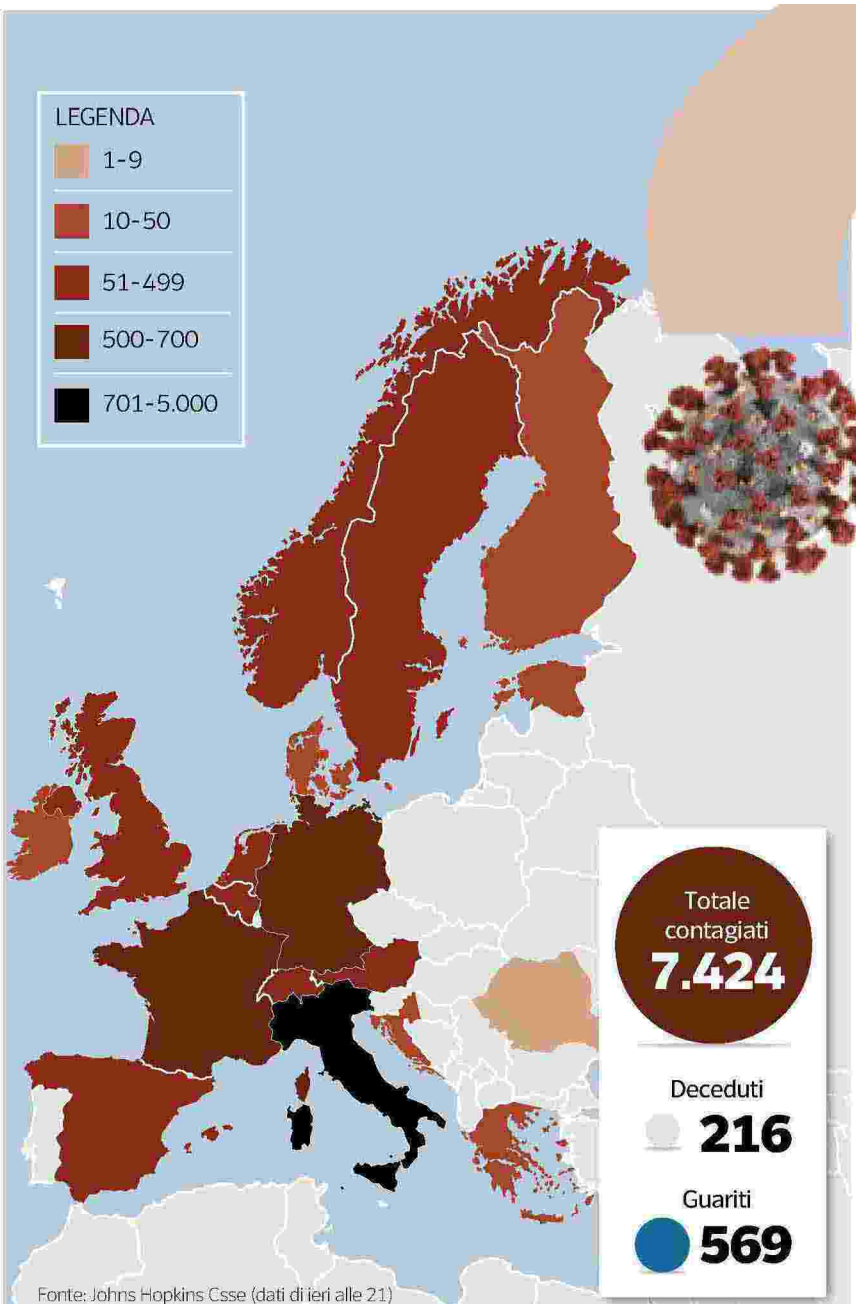 LEGENDA
1-9
10-50
51-499
500-700
701-5.000
Totale
contagiati
7.424
Deceduti
216
Guariti
569
Fonte: Johns Hopkins Csse (dati di ieri alle 21)